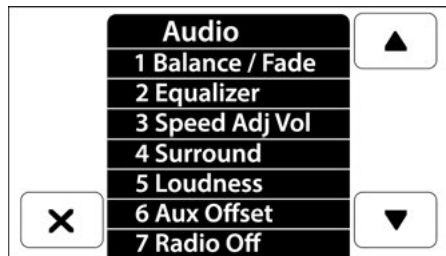 Audio
1 Balance / Fade
2 Equalizer
3 Speed Adj Vol
4 Surround
5 Loudness
6 Aux Offset
7 Radio Off